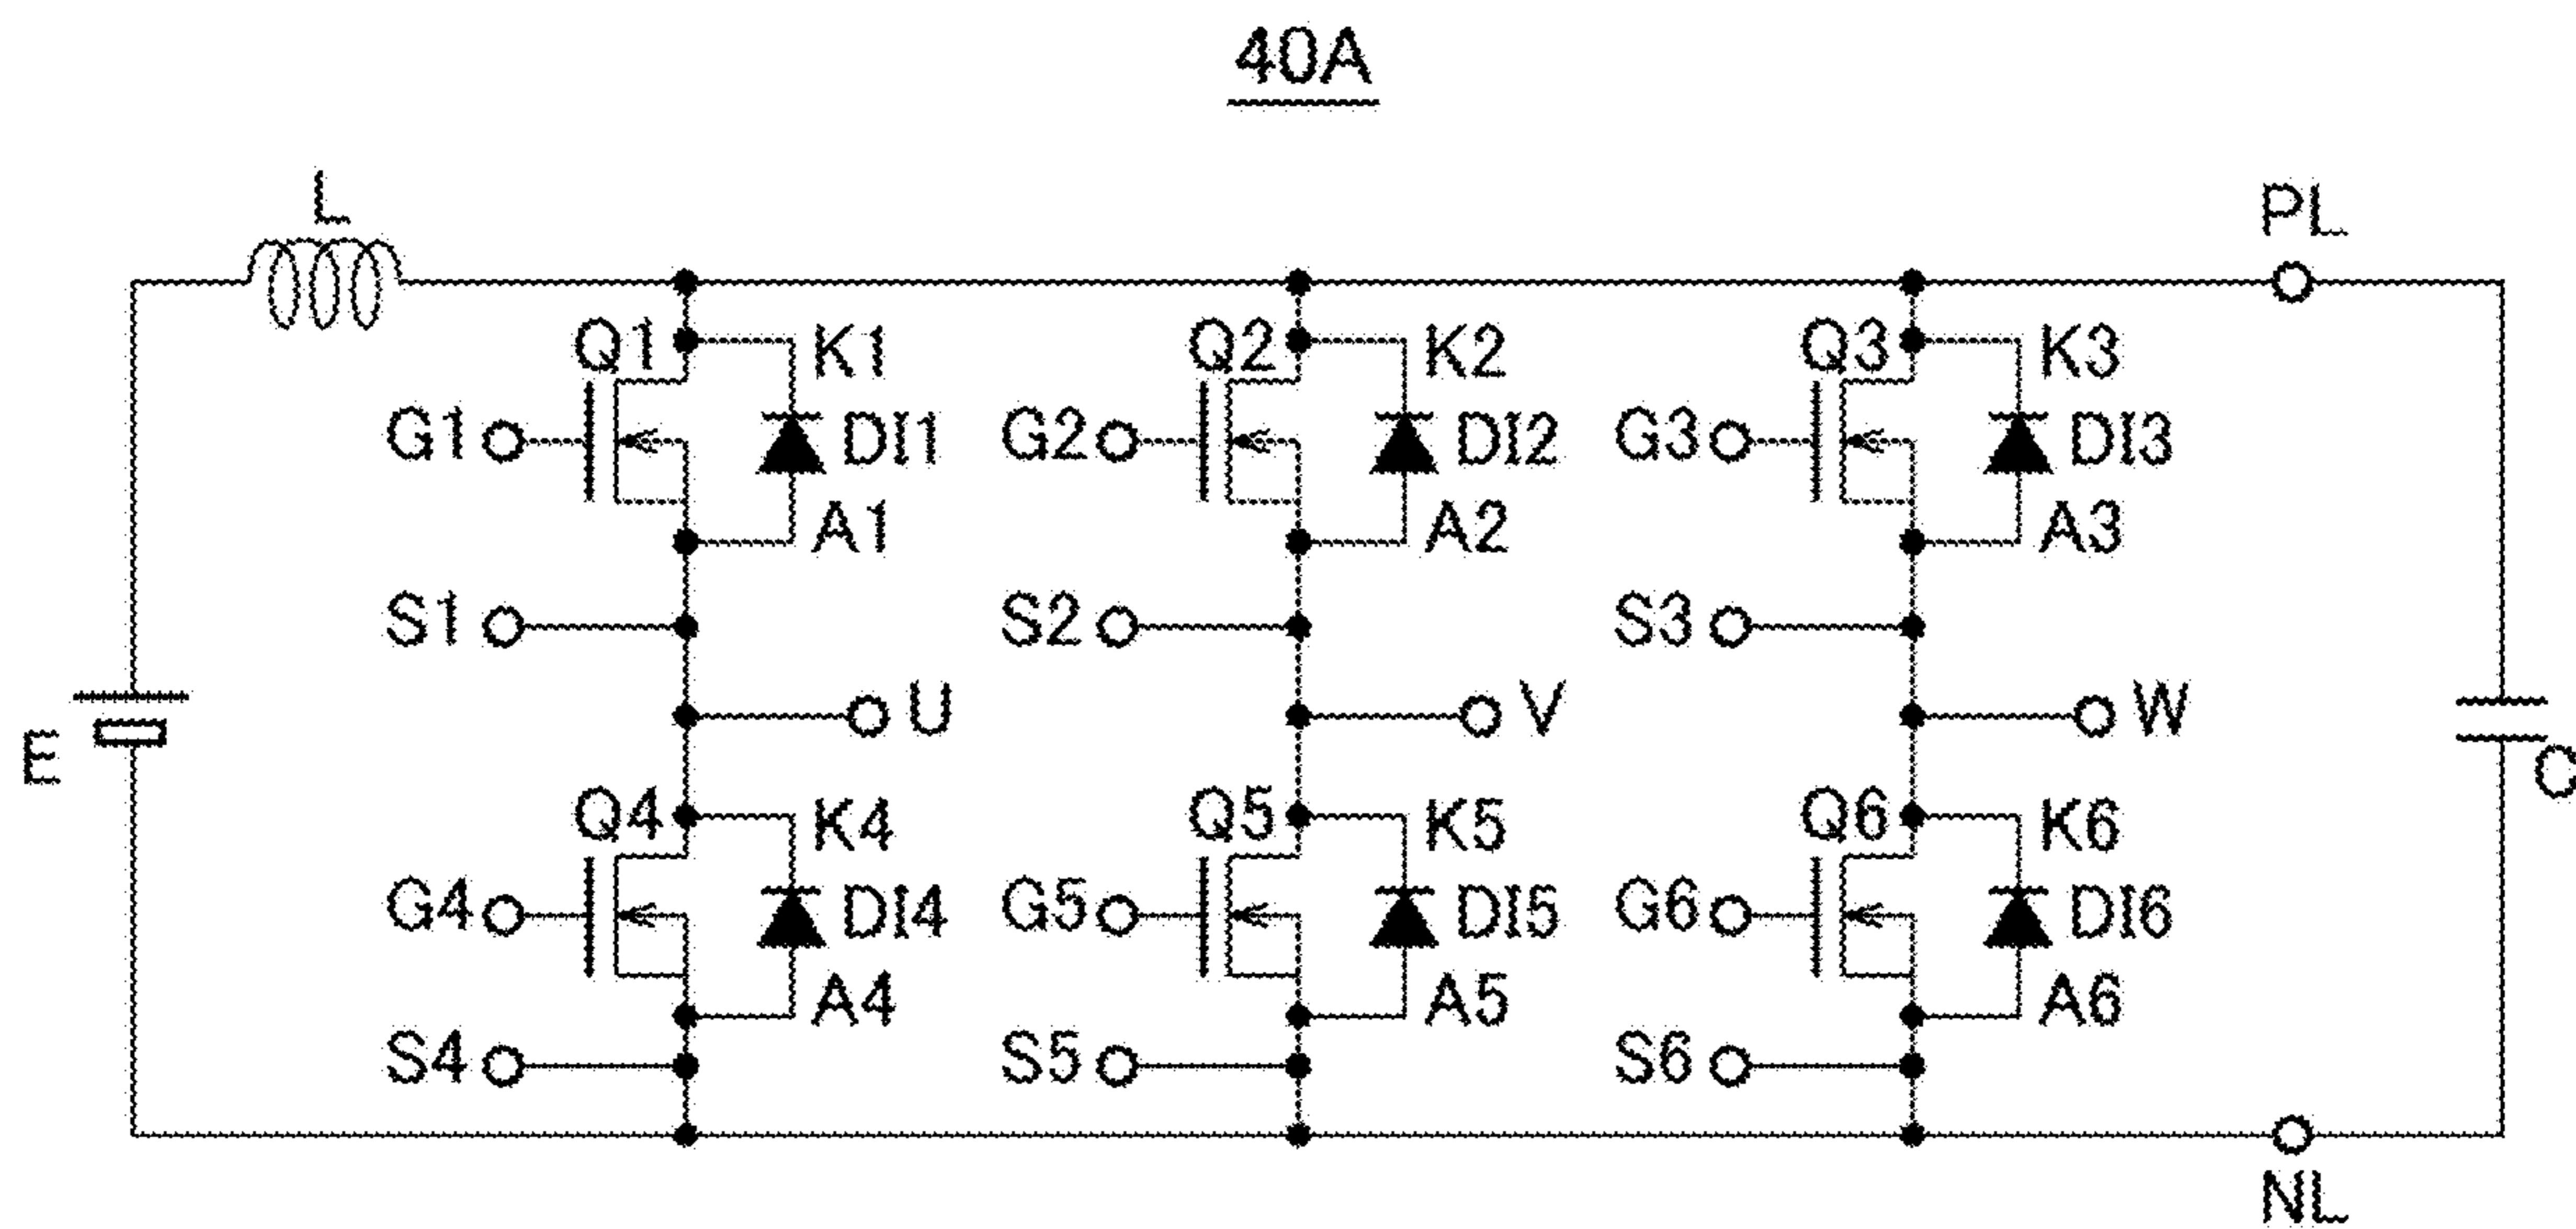 40A
L
PL
Q1 K1 Q2 K2 Q3 K3
G1 DI1 G2 DI2 G3 DI3
A1 A2 A3
S1 S2 S3
U V W
E C
Q4 K4 Q5 K5 Q6 K6
G4 DI4 G5 DI5 G6 DI6
A4 A5 A6
S4 S5 S6
NL